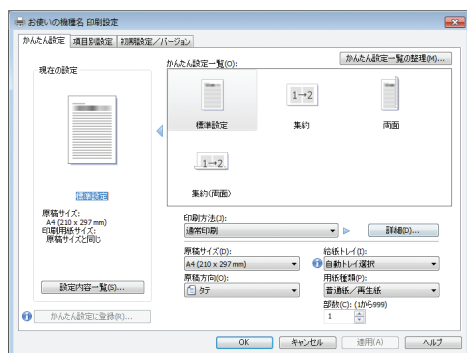 お使いの機種名 印刷設定
かんたん設定 項目別設定 初期設定／バージョン
現在の設定
かんたん設定一覧(O):
かんたん設定一覧の整理(M)...
標準設定
1→2
集約
両面
1→2
集約(両面)
標準設定
原稿サイズ:
A4 (210 x 297 mm)
印刷用紙サイズ:
原稿サイズと同じ
設定内容一覧(S)...
かんたん設定に登録(R)...
印刷方法(J):
通常印刷
詳細(D)...
原稿サイズ(D):
A4 (210 x 297 mm)
給紙トレイ(I):
自動トレイ選択
原稿方向(O):
タテ
用紙種類(P):
普通紙／再生紙
部数(C): (1から999)
1
OK
キャンセル
適用(A)
ヘルプ